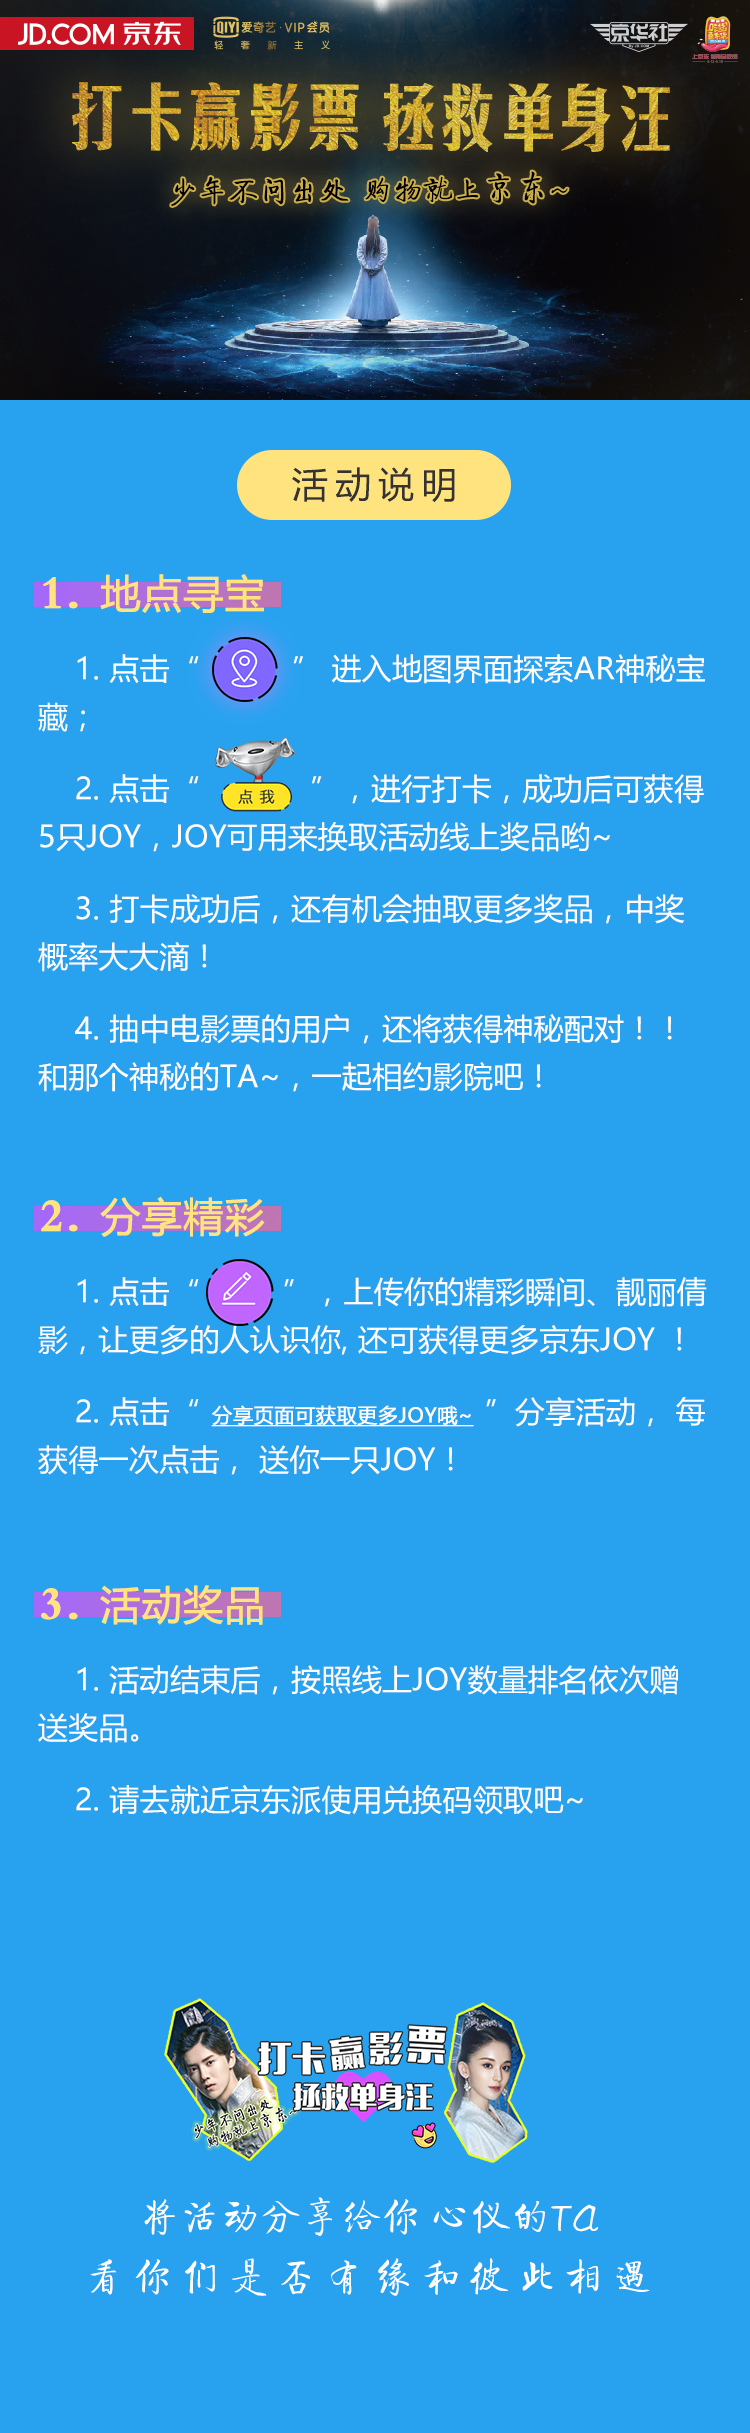 JD.COM 京东
iQIYI 爱奇艺·VIP会员
轻奢新主义
京华社
打卡赢影票 拯救单身汪
少年不问出处 购物就上京东~
活动说明
1. 地点寻宝
1. 点击“ ” 进入地图界面探索AR神秘宝
藏；
点我
2. 点击“ ”，进行打卡，成功后可获得
5只JOY，JOY可用来换取活动线上奖品哟~
3. 打卡成功后，还有机会抽取更多奖品，中奖
概率大大滴！
4. 抽中电影票的用户，还将获得神秘配对！！
和那个神秘的TA~，一起相约影院吧！
2. 分享精彩
1. 点击“ ”，上传你的精彩瞬间、靓丽倩
影，让更多的人认识你, 还可获得更多京东JOY ！
2. 点击“ 分享页面可获取更多JOY哦~ ”分享活动， 每
获得一次点击， 送你一只JOY！
3. 活动奖品
1. 活动结束后，按照线上JOY数量排名依次赠
送奖品。
2. 请去就近京东派使用兑换码领取吧~
打卡赢影票
拯救单身汪
少年不问出处
购物就上京东~
将活动分享给你心仪的TA
看你们是否有缘和彼此相遇